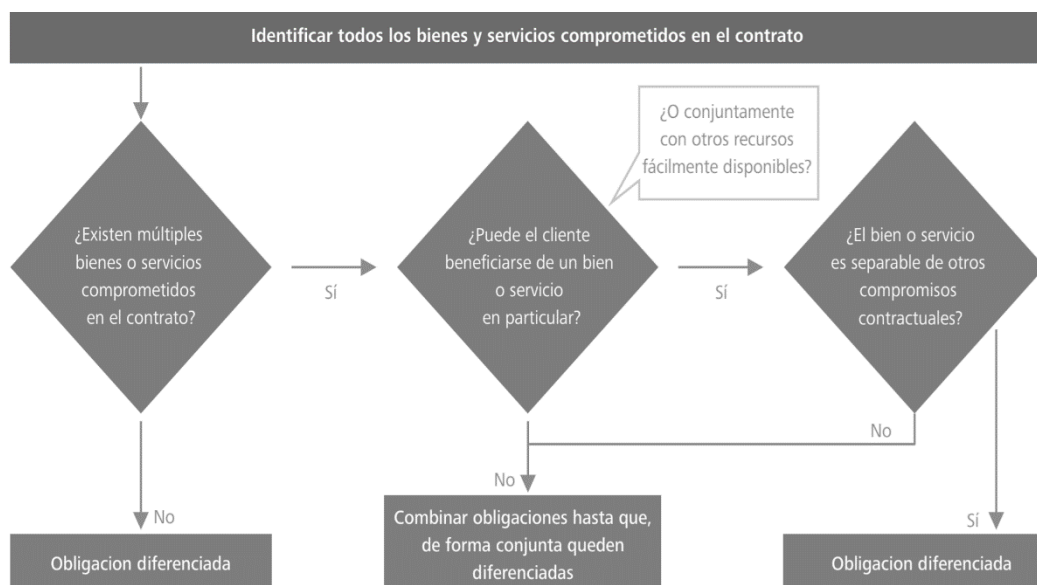 Identificar todos los bienes y servicios comprometidos en el contrato
¿O conjuntamente
con otros recursos
fácilmente disponibles?
¿Existen múltiples
bienes o servicios
comprometidos
en el contrato?
Sí
¿Puede el cliente
beneficiarse de un bien
o servicio
en particular?
Sí
¿El bien o servicio
es separable de otros
compromisos
contractuales?
No
No
No
Sí
Obligacion diferenciada
Combinar obligaciones hasta que,
de forma conjunta queden
diferenciadas
Obligacion diferenciada